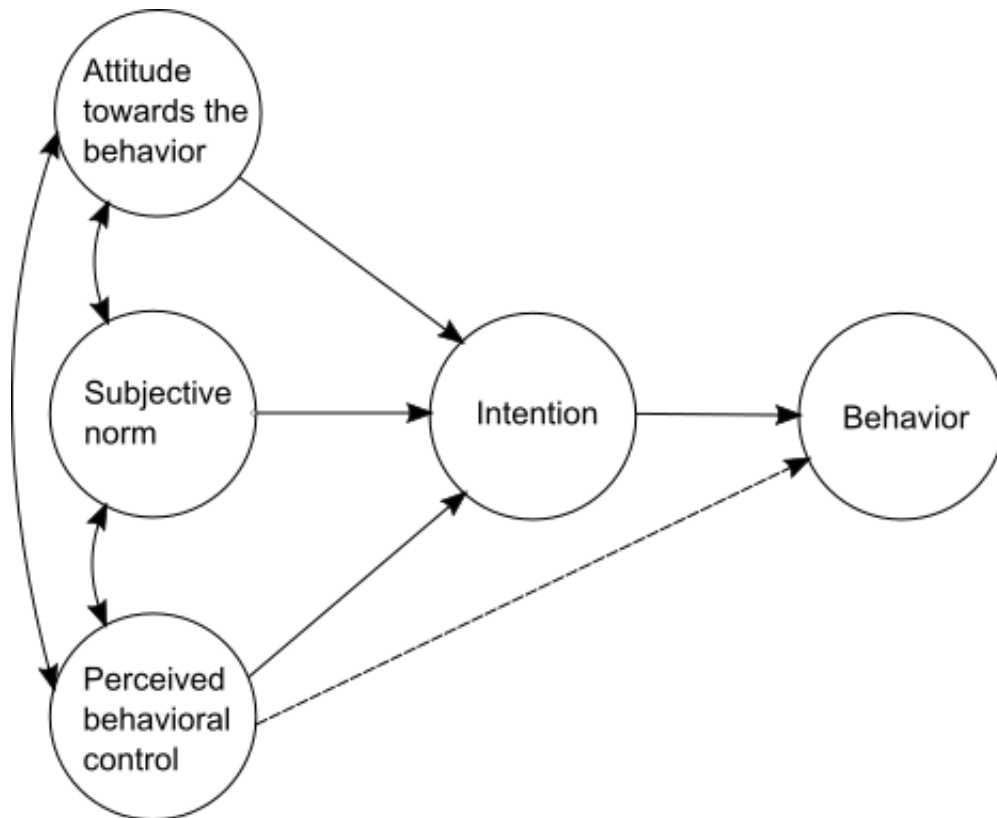 Attitude
towards the
behavior
Subjective
norm
Intention
Behavior
Perceived
behavioral
control